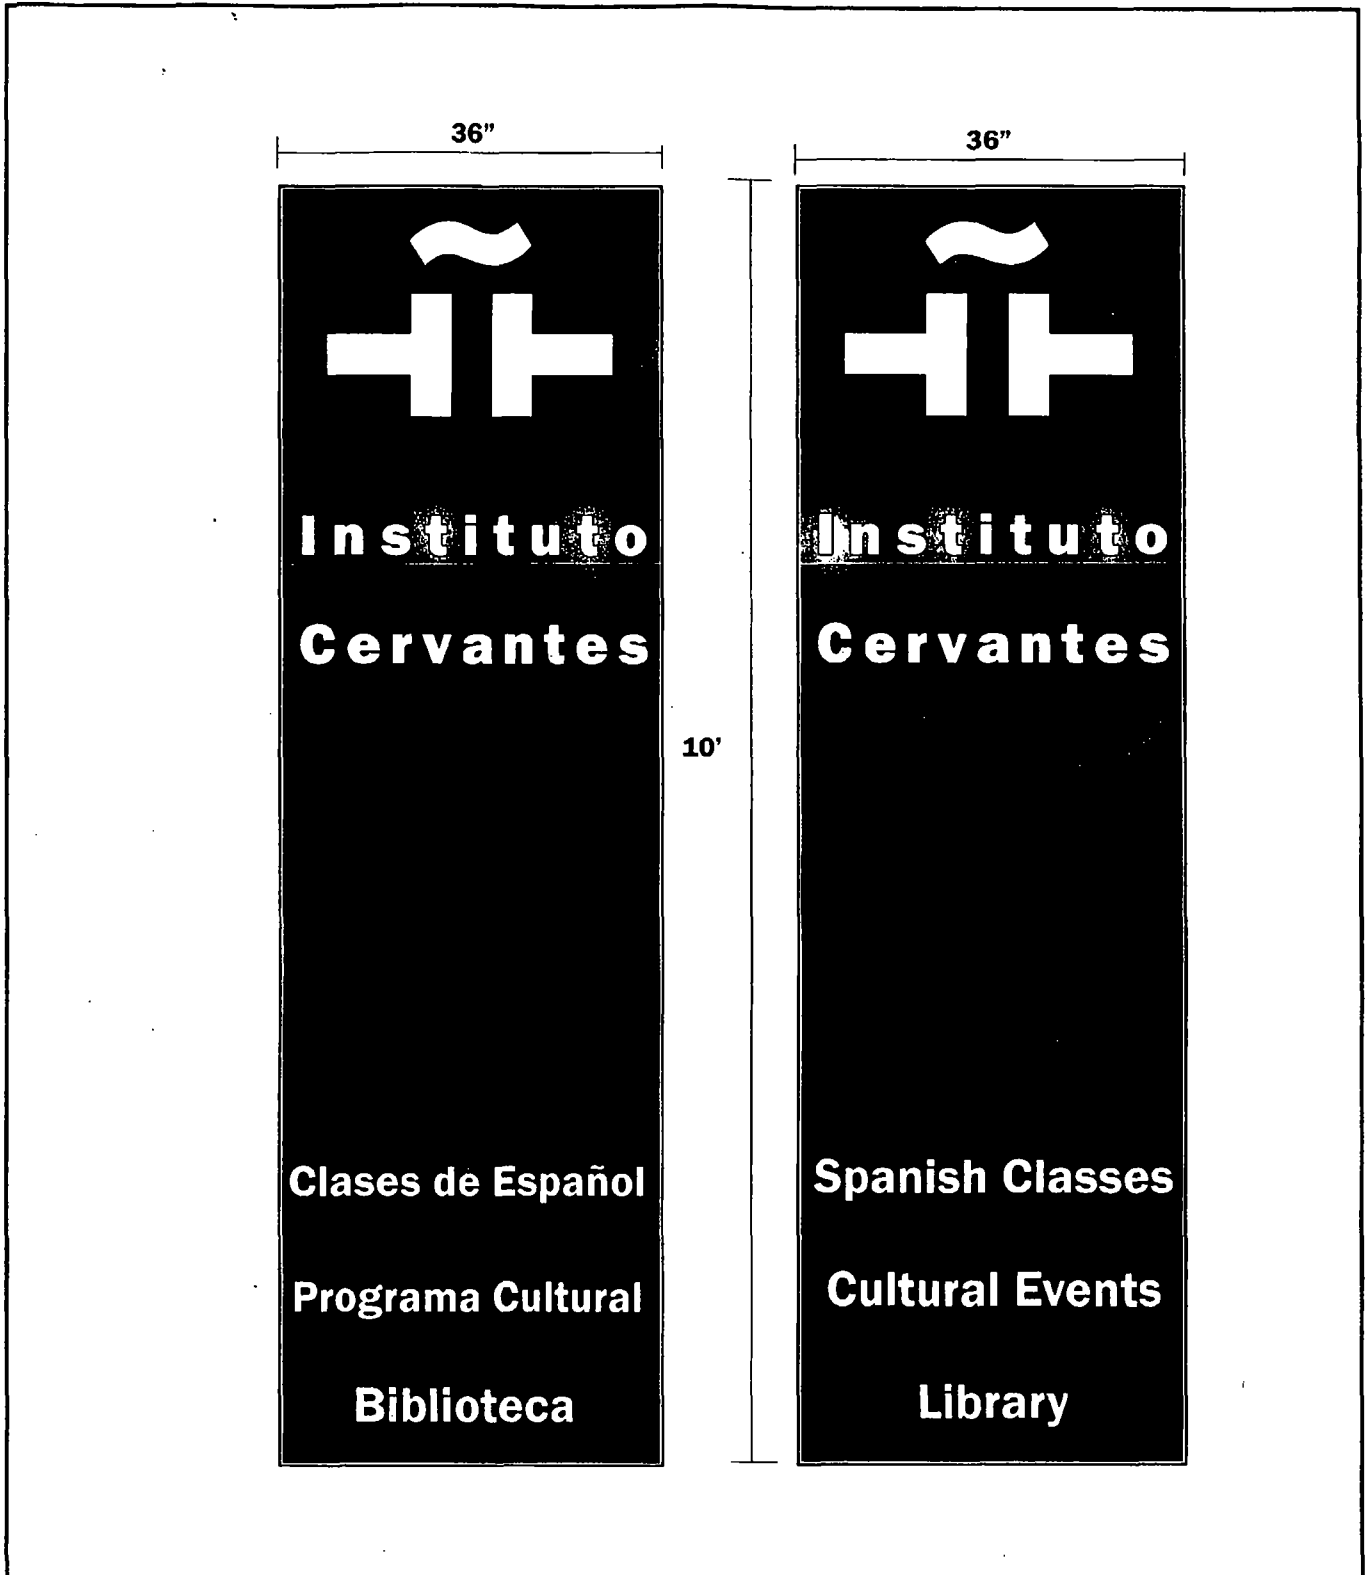 36”
36”
Instituto
Cervantes
10’
Clases de Español
Programa Cultural
Biblioteca
Instituto
Cervantes
Spanish Classes
Cultural Events
Library